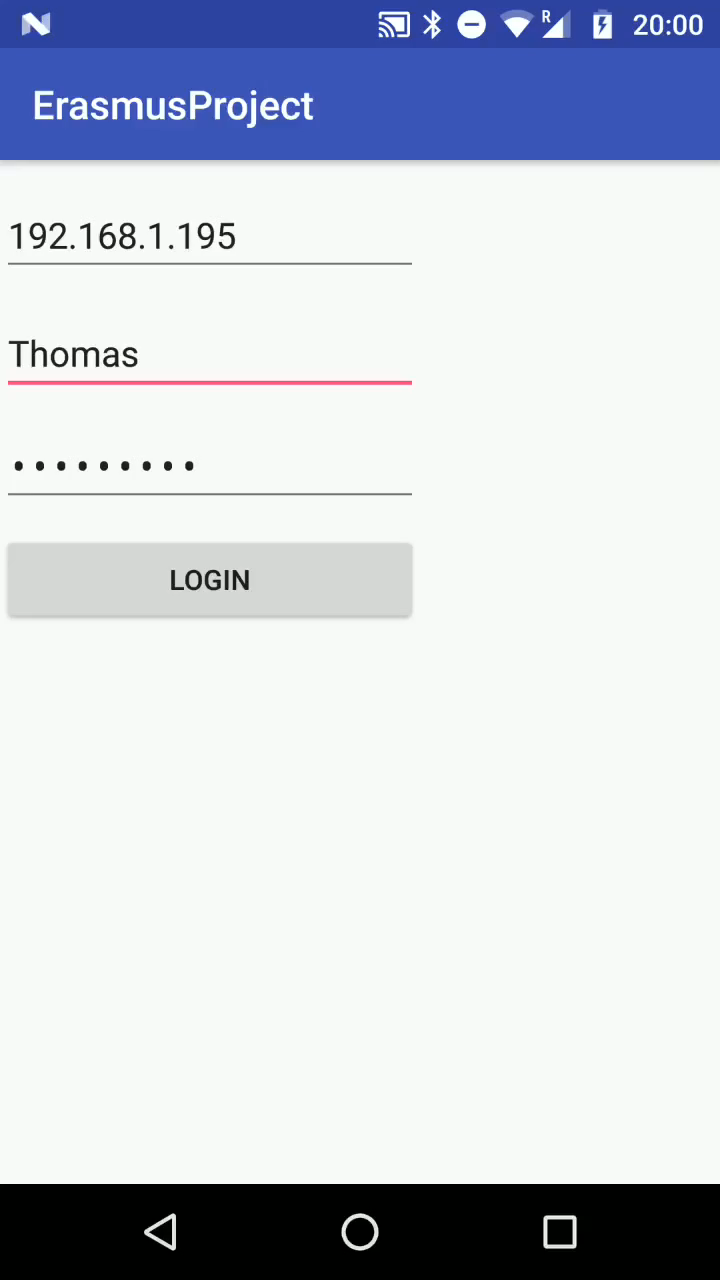 R
20:00
ErasmusProject
192.168.1.195
Thomas
•••••••••
LOGIN